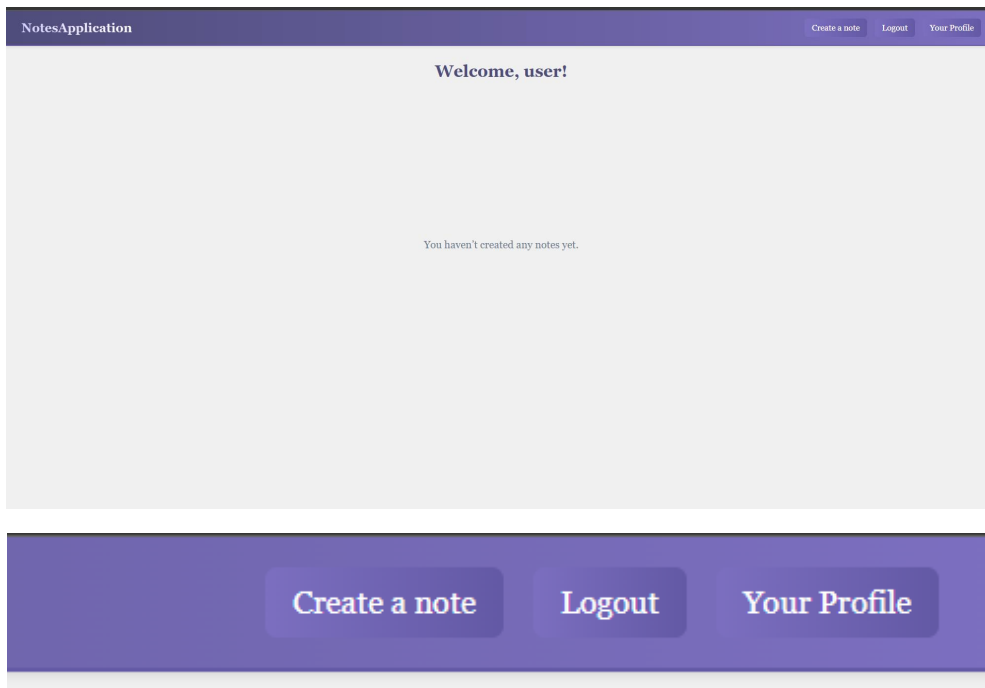 NotesApplication
Create a note Logout Your Profile
Welcome, user!
You haven't created any notes yet.
Create a note Logout Your Profile